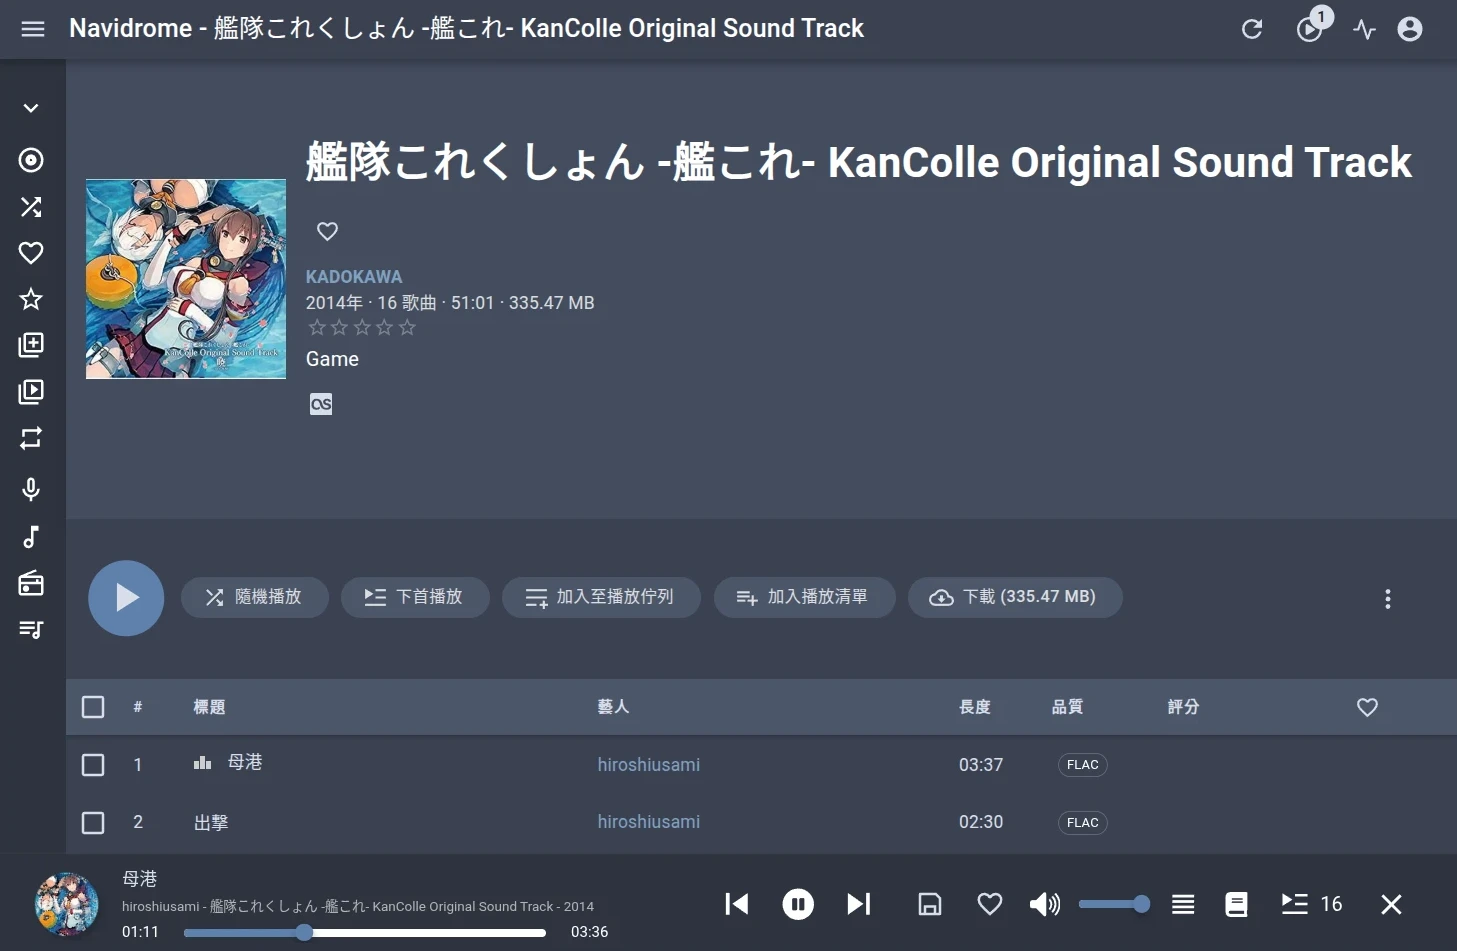 Navidrome - 艦隊これくしょん -艦これ- KanColle Original Sound Track
1
艦隊これくしょん -艦これ- KanColle Original Sound Track
KanColle Original Sound Track
KADOKAWA
2014年 · 16 歌曲 · 51:01 · 335.47 MB
Game
隨機播放
下首播放
加入至播放佇列
加入播放清單
下載 (335.47 MB)
# 標題 藝人 長度 品質 評分
1 母港 hiroshiusami 03:37 FLAC
2 出撃 hiroshiusami 02:30 FLAC
母港
hiroshiusami - 艦隊これくしょん -艦これ- KanColle Original Sound Track - 2014
01:11 03:36
16